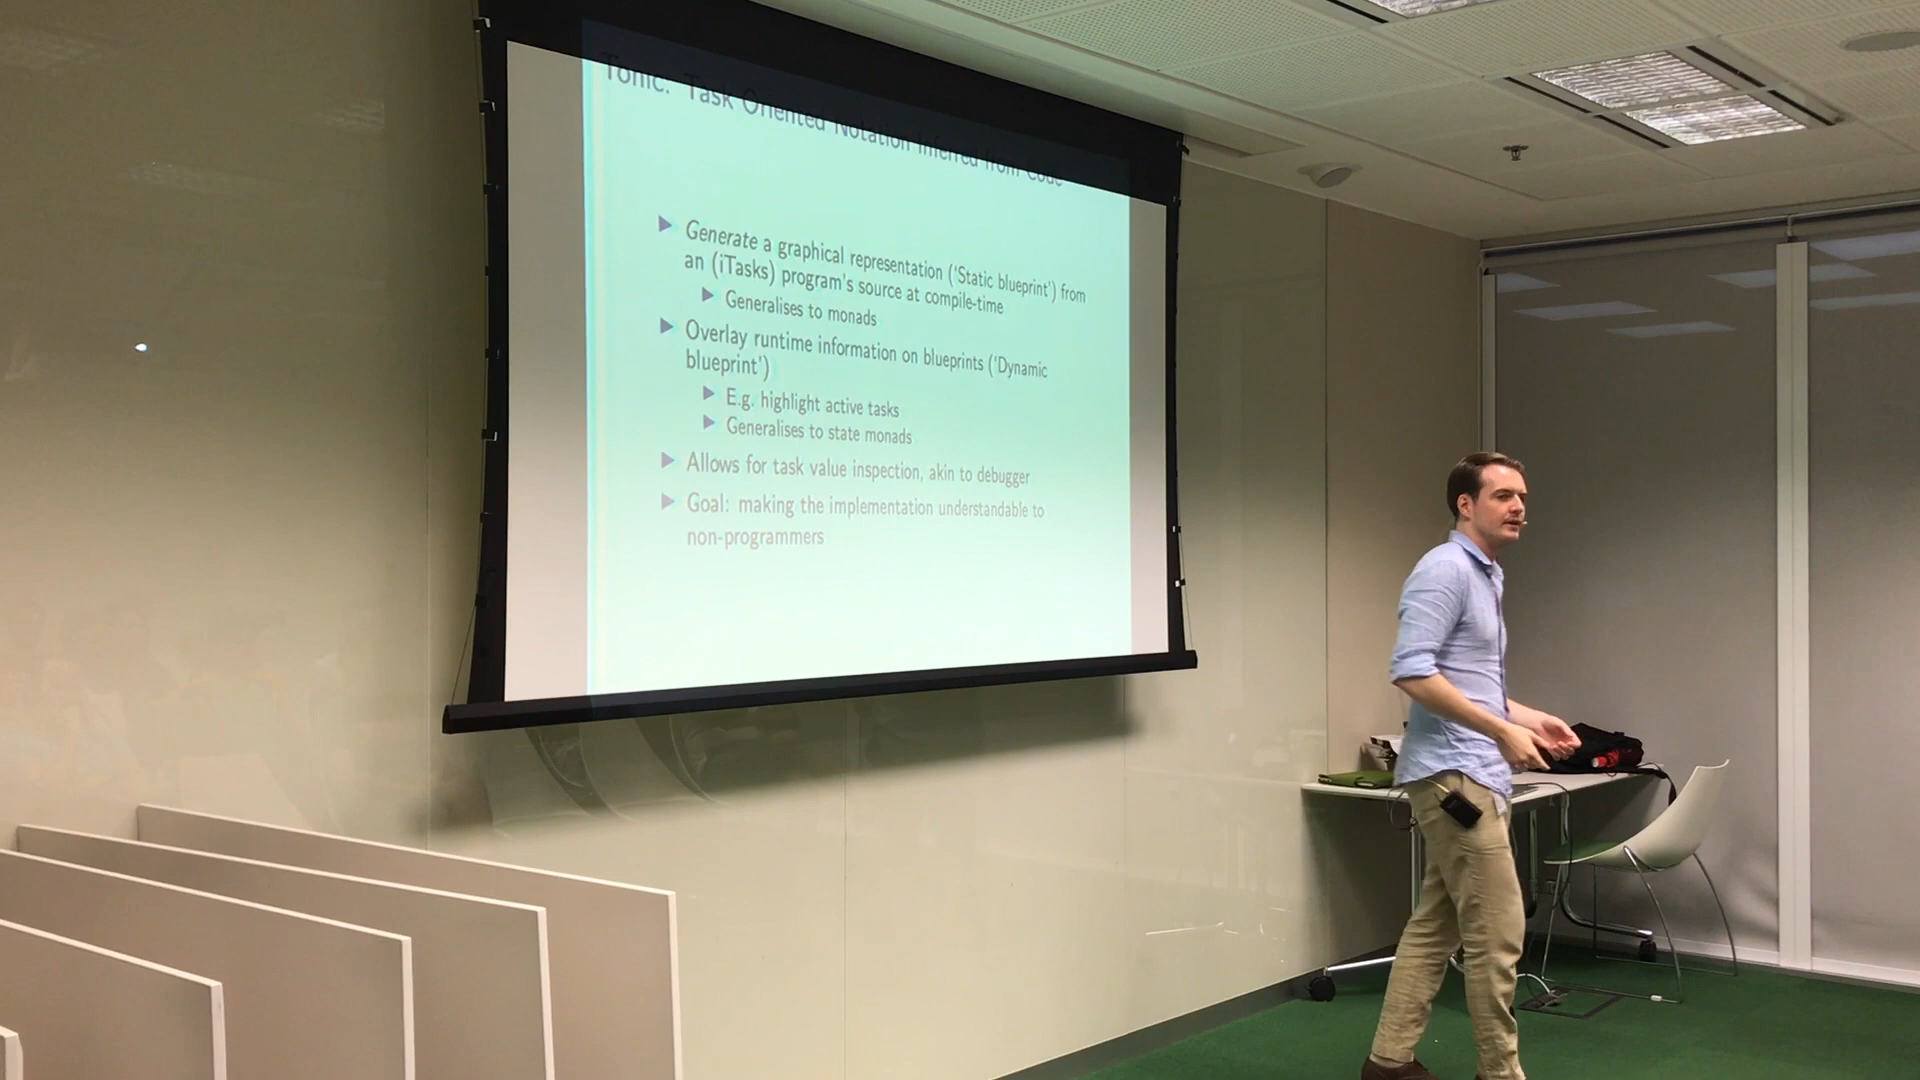 Tonic: Task Oriented Notation Inferred from Code
Generate a graphical representation ('Static blueprint') from
an (iTasks) program's source at compile-time
Generalises to monads
Overlay runtime information on blueprints ('Dynamic
blueprint')
E.g. highlight active tasks
Generalises to state monads
Allows for task value inspection, akin to debugger
Goal: making the implementation understandable to
non-programmers